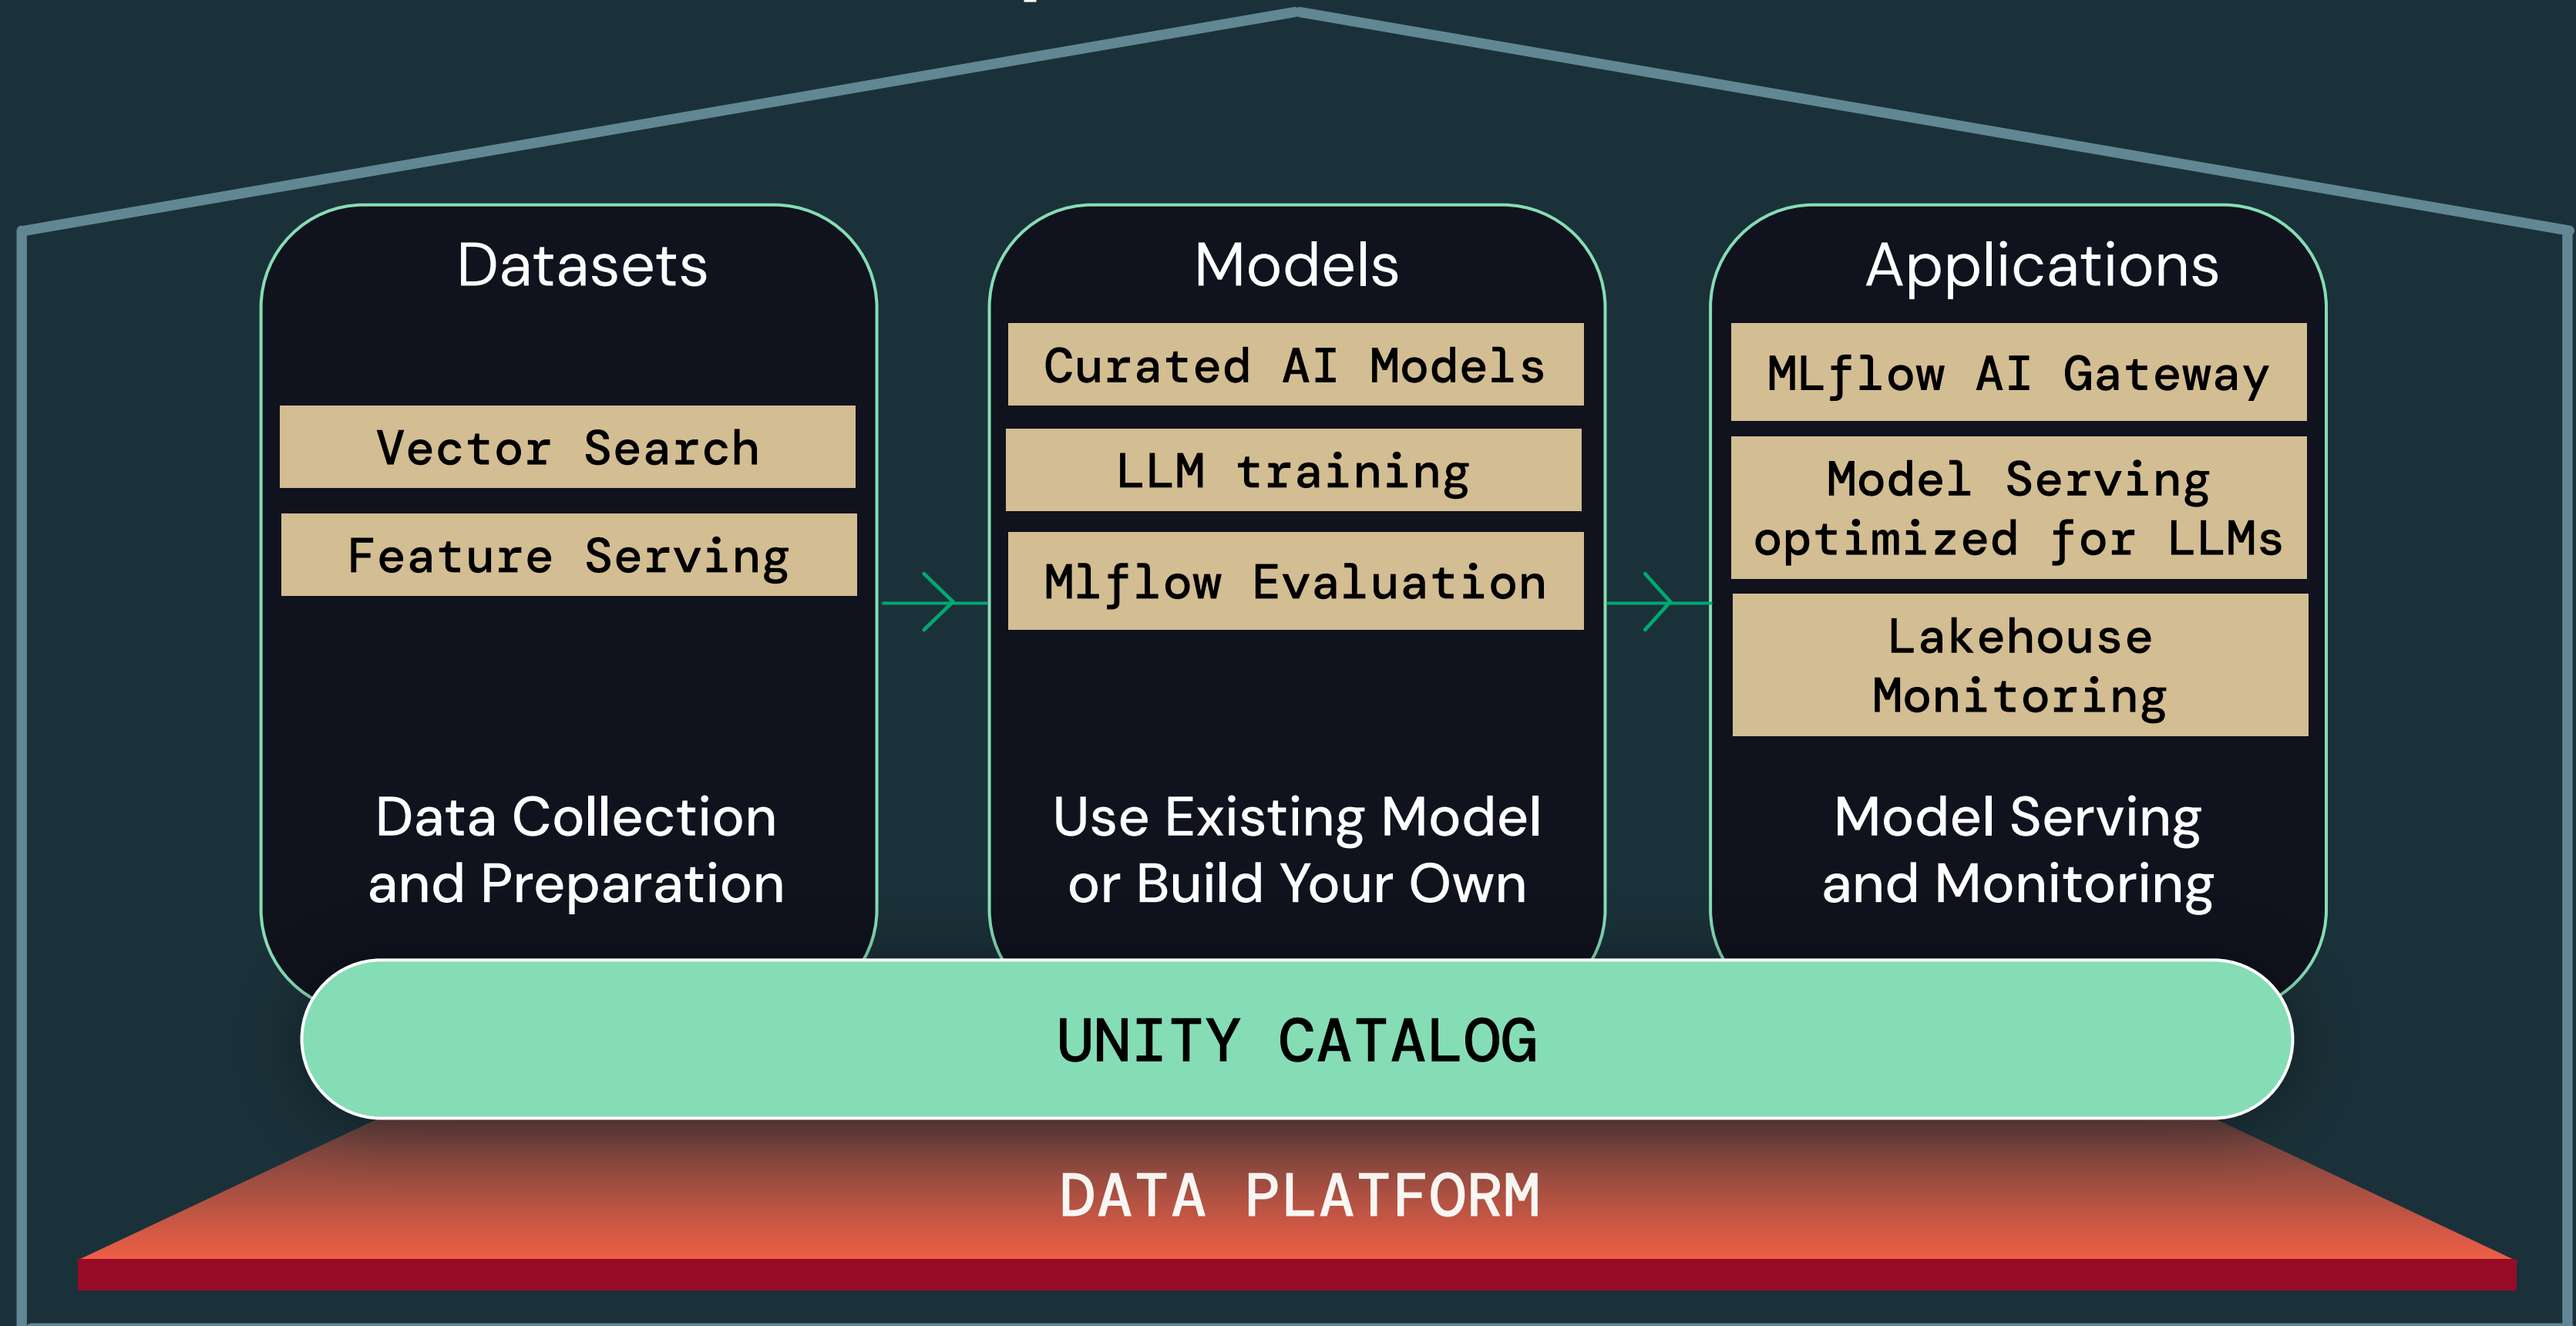 Datasets
Vector Search
Feature Serving
Data Collection
and Preparation
Models
Curated AI Models
LLM training
Mlflow Evaluation
Use Existing Model
or Build Your Own
Applications
MLflow AI Gateway
Model Serving
optimized for LLMs
Lakehouse
Monitoring
Model Serving
and Monitoring
UNITY CATALOG
DATA PLATFORM